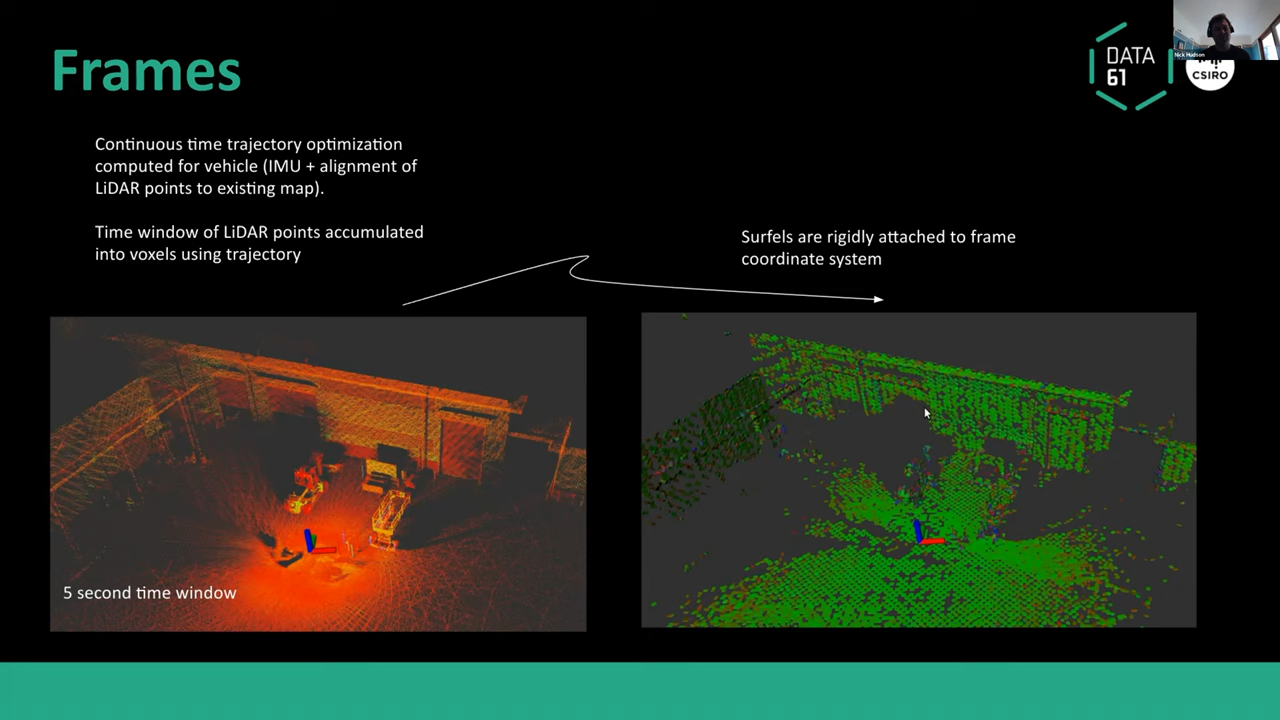 Frames
DATA
61
Nick Hudson
CSIRO
Continuous time trajectory optimization
computed for vehicle (IMU + alignment of
LiDAR points to existing map).
Time window of LiDAR points accumulated
into voxels using trajectory
Surfels are rigidly attached to frame
coordinate system
5 second time window